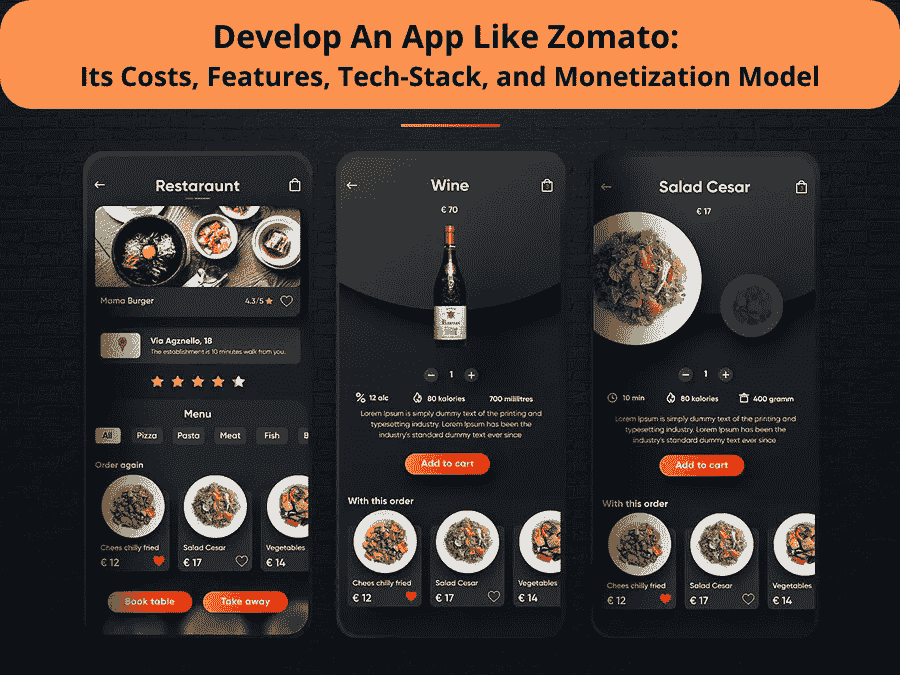 Develop An App Like Zomato:
Its Costs, Features, Tech-Stack, and Monetization Model
Restaraunt
Mama Burger
4.3/5
Via Agznello, 18
The establishment is 10 minutes walk from you.
Menu
All
Pizza
Pasta
Meat
Fish
B
Order again
Chees chilly fried
€ 12
Salad Cesar
€ 17
Vegetables
€ 14
Book table
Take away
Wine
€ 70
1
12 alc
80 kalories
700 millilitres
Lorem Ipsum is simply dummy text of the printing and
typesetting industry. Lorem Ipsum has been the
industry's standard dummy text ever since
Add to cart
With this order
Chees chilly fried
€ 12
Salad Cesar
€ 17
Vegetables
€ 14
Salad Cesar
€ 17
1
10 min
80 kalories
400 gramm
Lorem Ipsum is simply dummy text of the printing and
typesetting industry. Lorem Ipsum has been the
industry's standard dummy text ever since
Add to cart
With this order
Chees chilly fried
€ 12
Salad Cesar
€ 17
Vegetables
€ 14